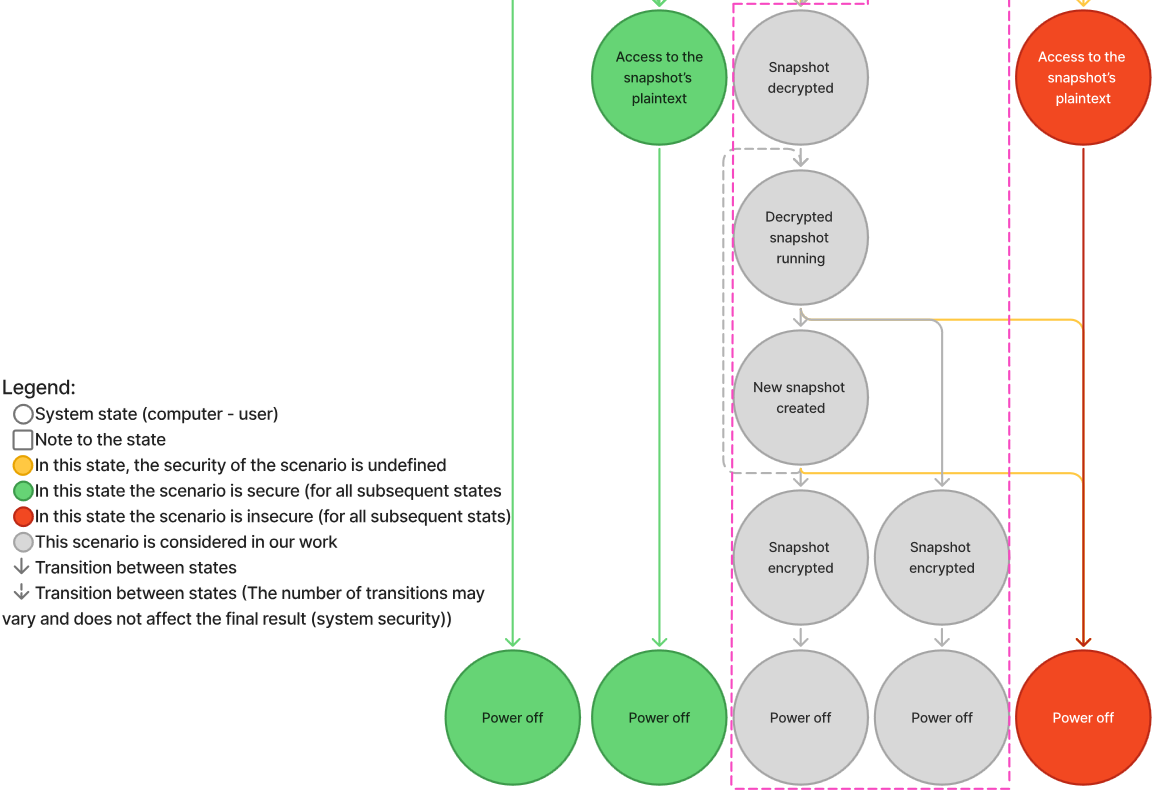 Access to the
snapshot's
plaintext
Snapshot
decrypted
Access to the
snapshot's
plaintext
Decrypted
snapshot
running
New snapshot
created
Legend:
System state (computer - user)
Note to the state
In this state, the security of the scenario is undefined
In this state the scenario is secure (for all subsequent states
In this state the scenario is insecure (for all subsequent stats)
This scenario is considered in our work
Transition between states
Transition between states (The number of transitions may
vary and does not affect the final result (system security))
Snapshot
encrypted
Snapshot
encrypted
Power off
Power off
Power off
Power off
Power off